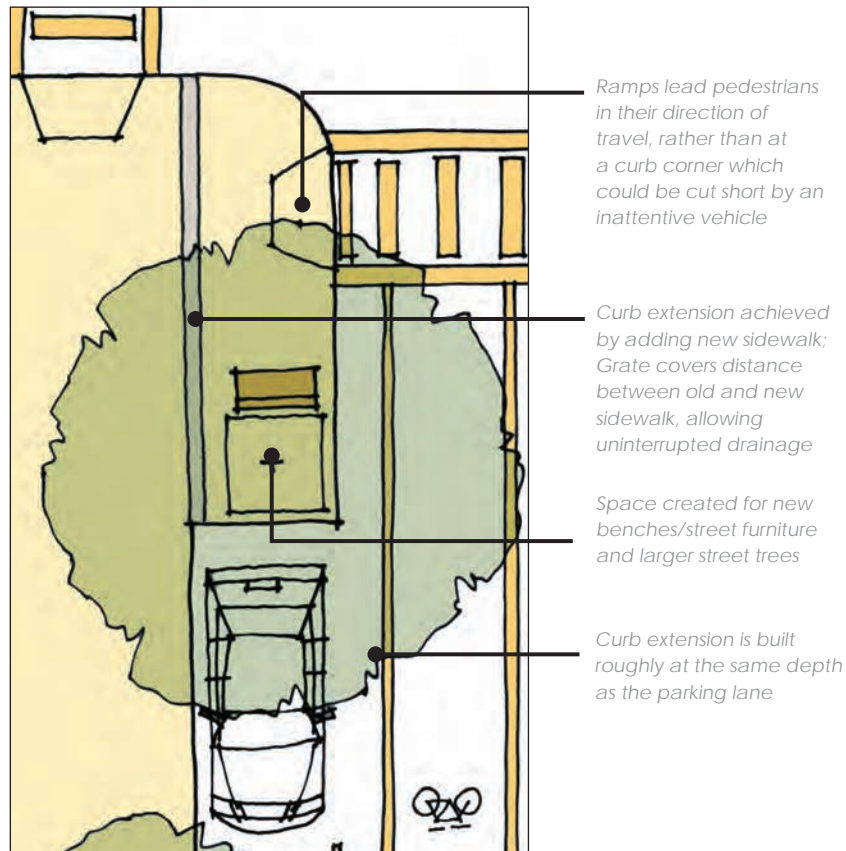 Ramps lead pedestrians
in their direction of
travel, rather than at
a curb corner which
could be cut short by an
inattentive vehicle
Curb extension achieved
by adding new sidewalk;
Grate covers distance
between old and new
sidewalk, allowing
uninterrupted drainage
Space created for new
benches/street furniture
and larger street trees
Curb extension is built
roughly at the same depth
as the parking lane